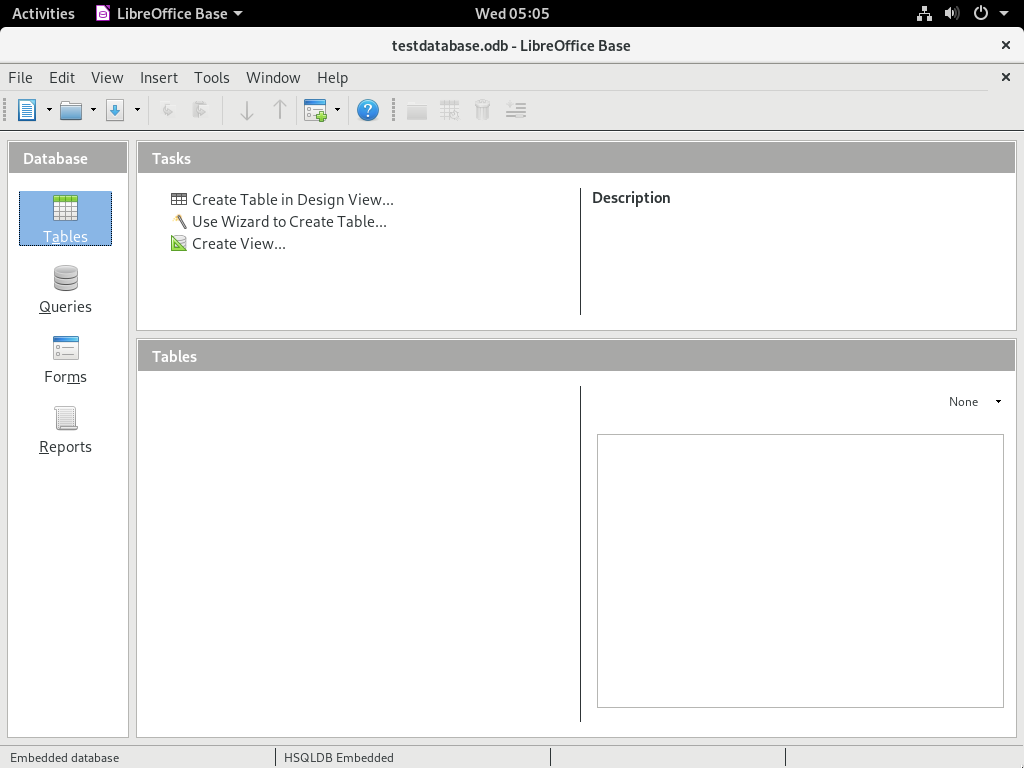 Activities
LibreOffice Base
Wed 05:05
testdatabase.odb - LibreOffice Base
File Edit View Insert Tools Window Help
Database
Tables
Queries
Forms
Reports
Tasks
Create Table in Design View...
Use Wizard to Create Table...
Create View...
Description
Tables
None
Embedded database
HSQLDB Embedded